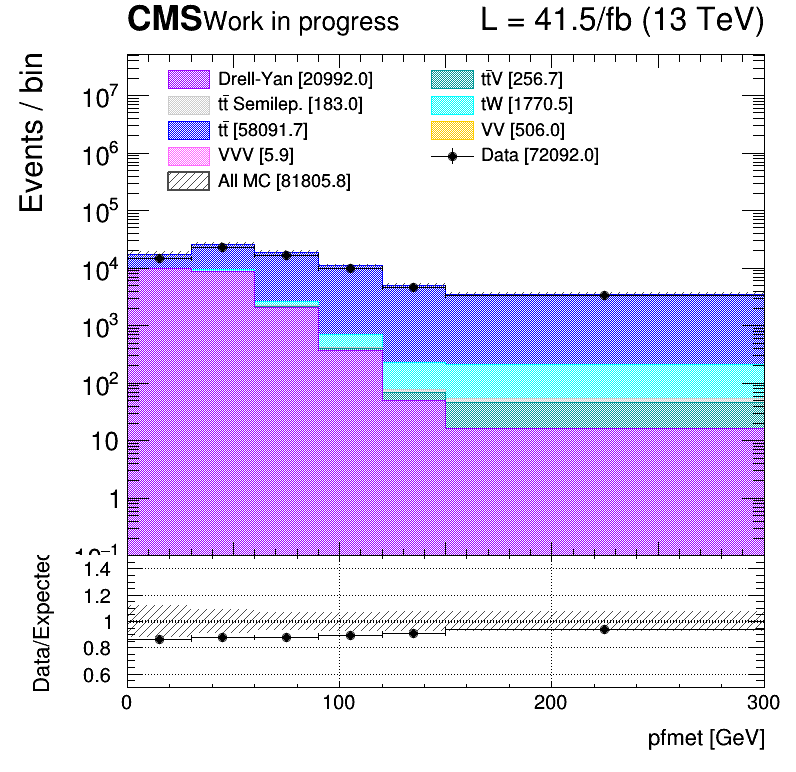 CMS Work in progress L = 41.5/fb (13 TeV)
Events / bin
Drell-Yan [20992.0]
tt̄ Semilep. [183.0]
tt̄ [58091.7]
VVV [5.9]
All MC [81805.8]
tt̄V [256.7]
tW [1770.5]
VV [506.0]
Data [72092.0]
10⁷
10⁶
10⁵
10⁴
10³
10²
10
1
10⁻¹
Data/Expected
1.4
1.2
1
0.8
0.6
0 100 200 300
pfmet [GeV]